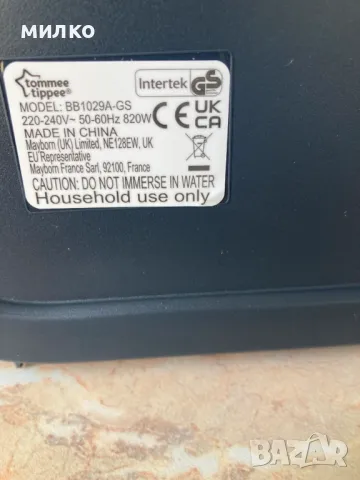 МИЛКО
tommee tippee®
Intertek GS
MODEL: BB1029A-GS
220-240V~ 50-60Hz 820W CE UK CA
MADE IN CHINA
Mayborn (UK) Limited, NE128EW, UK
EU Representative
Mayborn France Sarl, 92100, France
CAUTION: DO NOT IMMERSE IN WATER
Household use only
BAZAR
bg